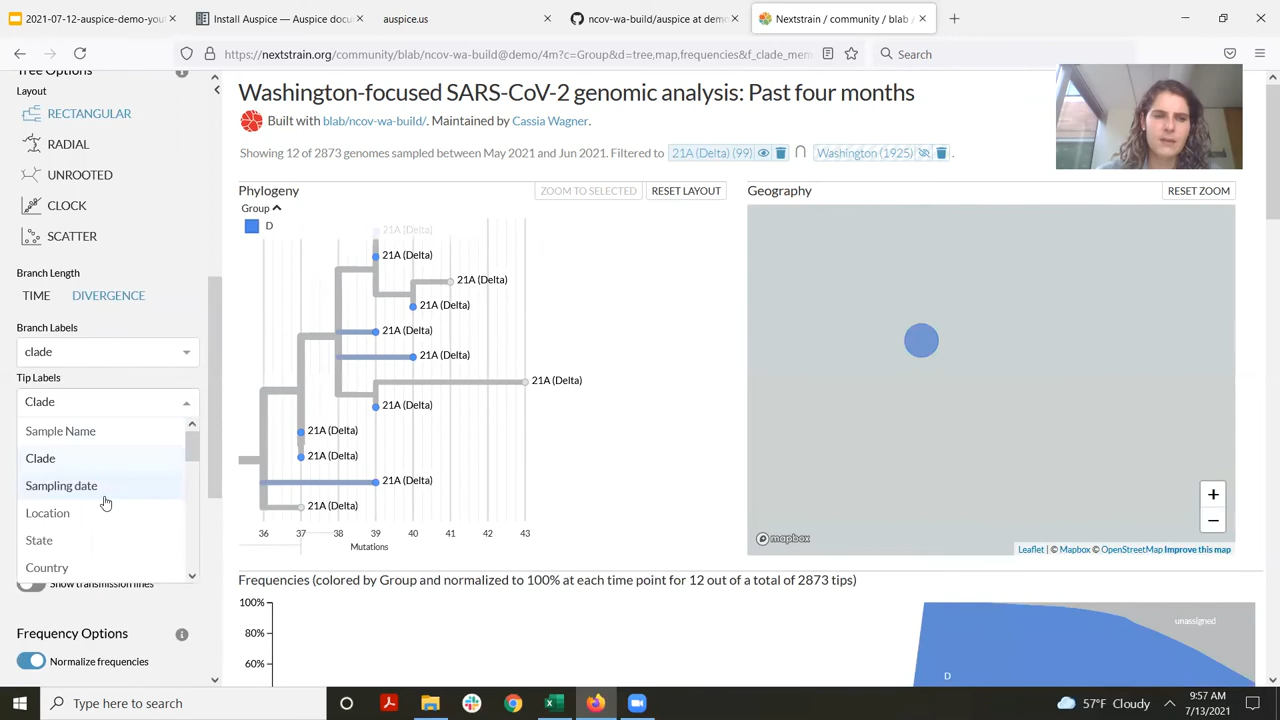 2021-07-12-auspice-demo-you
Install Auspice — Auspice docu
auspice.us
ncov-wa-build/auspice at demo
Nextstrain / community / blab /
https://nextstrain.org/community/blab/ncov-wa-build@demo/4m?c=Group&d=tree,map,frequencies&f_clade_mem
Search
Tree Options
Layout
RECTANGULAR
RADIAL
UNROOTED
CLOCK
SCATTER
Branch Length
TIME DIVERGENCE
Branch Labels
clade
Tip Labels
Clade
Sample Name
Clade
Sampling date
Location
State
Country
Show transmission lines
Frequency Options
Normalize frequencies
Washington-focused SARS-CoV-2 genomic analysis: Past four months
Built with blab/ncov-wa-build/. Maintained by Cassia Wagner.
Showing 12 of 2873 genomes sampled between May 2021 and Jun 2021. Filtered to 21A (Delta) (99) ∩ Washington (1925) .
Phylogeny
ZOOM TO SELECTED
RESET LAYOUT
Group
D
21A (Delta)
21A (Delta)
21A (Delta)
21A (Delta)
21A (Delta)
21A (Delta)
21A (Delta)
21A (Delta)
21A (Delta)
21A (Delta)
21A (Delta)
21A (Delta)
36 37 38 39 40 41 42 43
Mutations
Geography
RESET ZOOM
+
−
mapbox
Leaflet | © Mapbox © OpenStreetMap Improve this map
Frequencies (colored by Group and normalized to 100% at each time point for 12 out of a total of 2873 tips)
100%
80%
60%
unassigned
D
Type here to search
57°F Cloudy
9:57 AM
7/13/2021